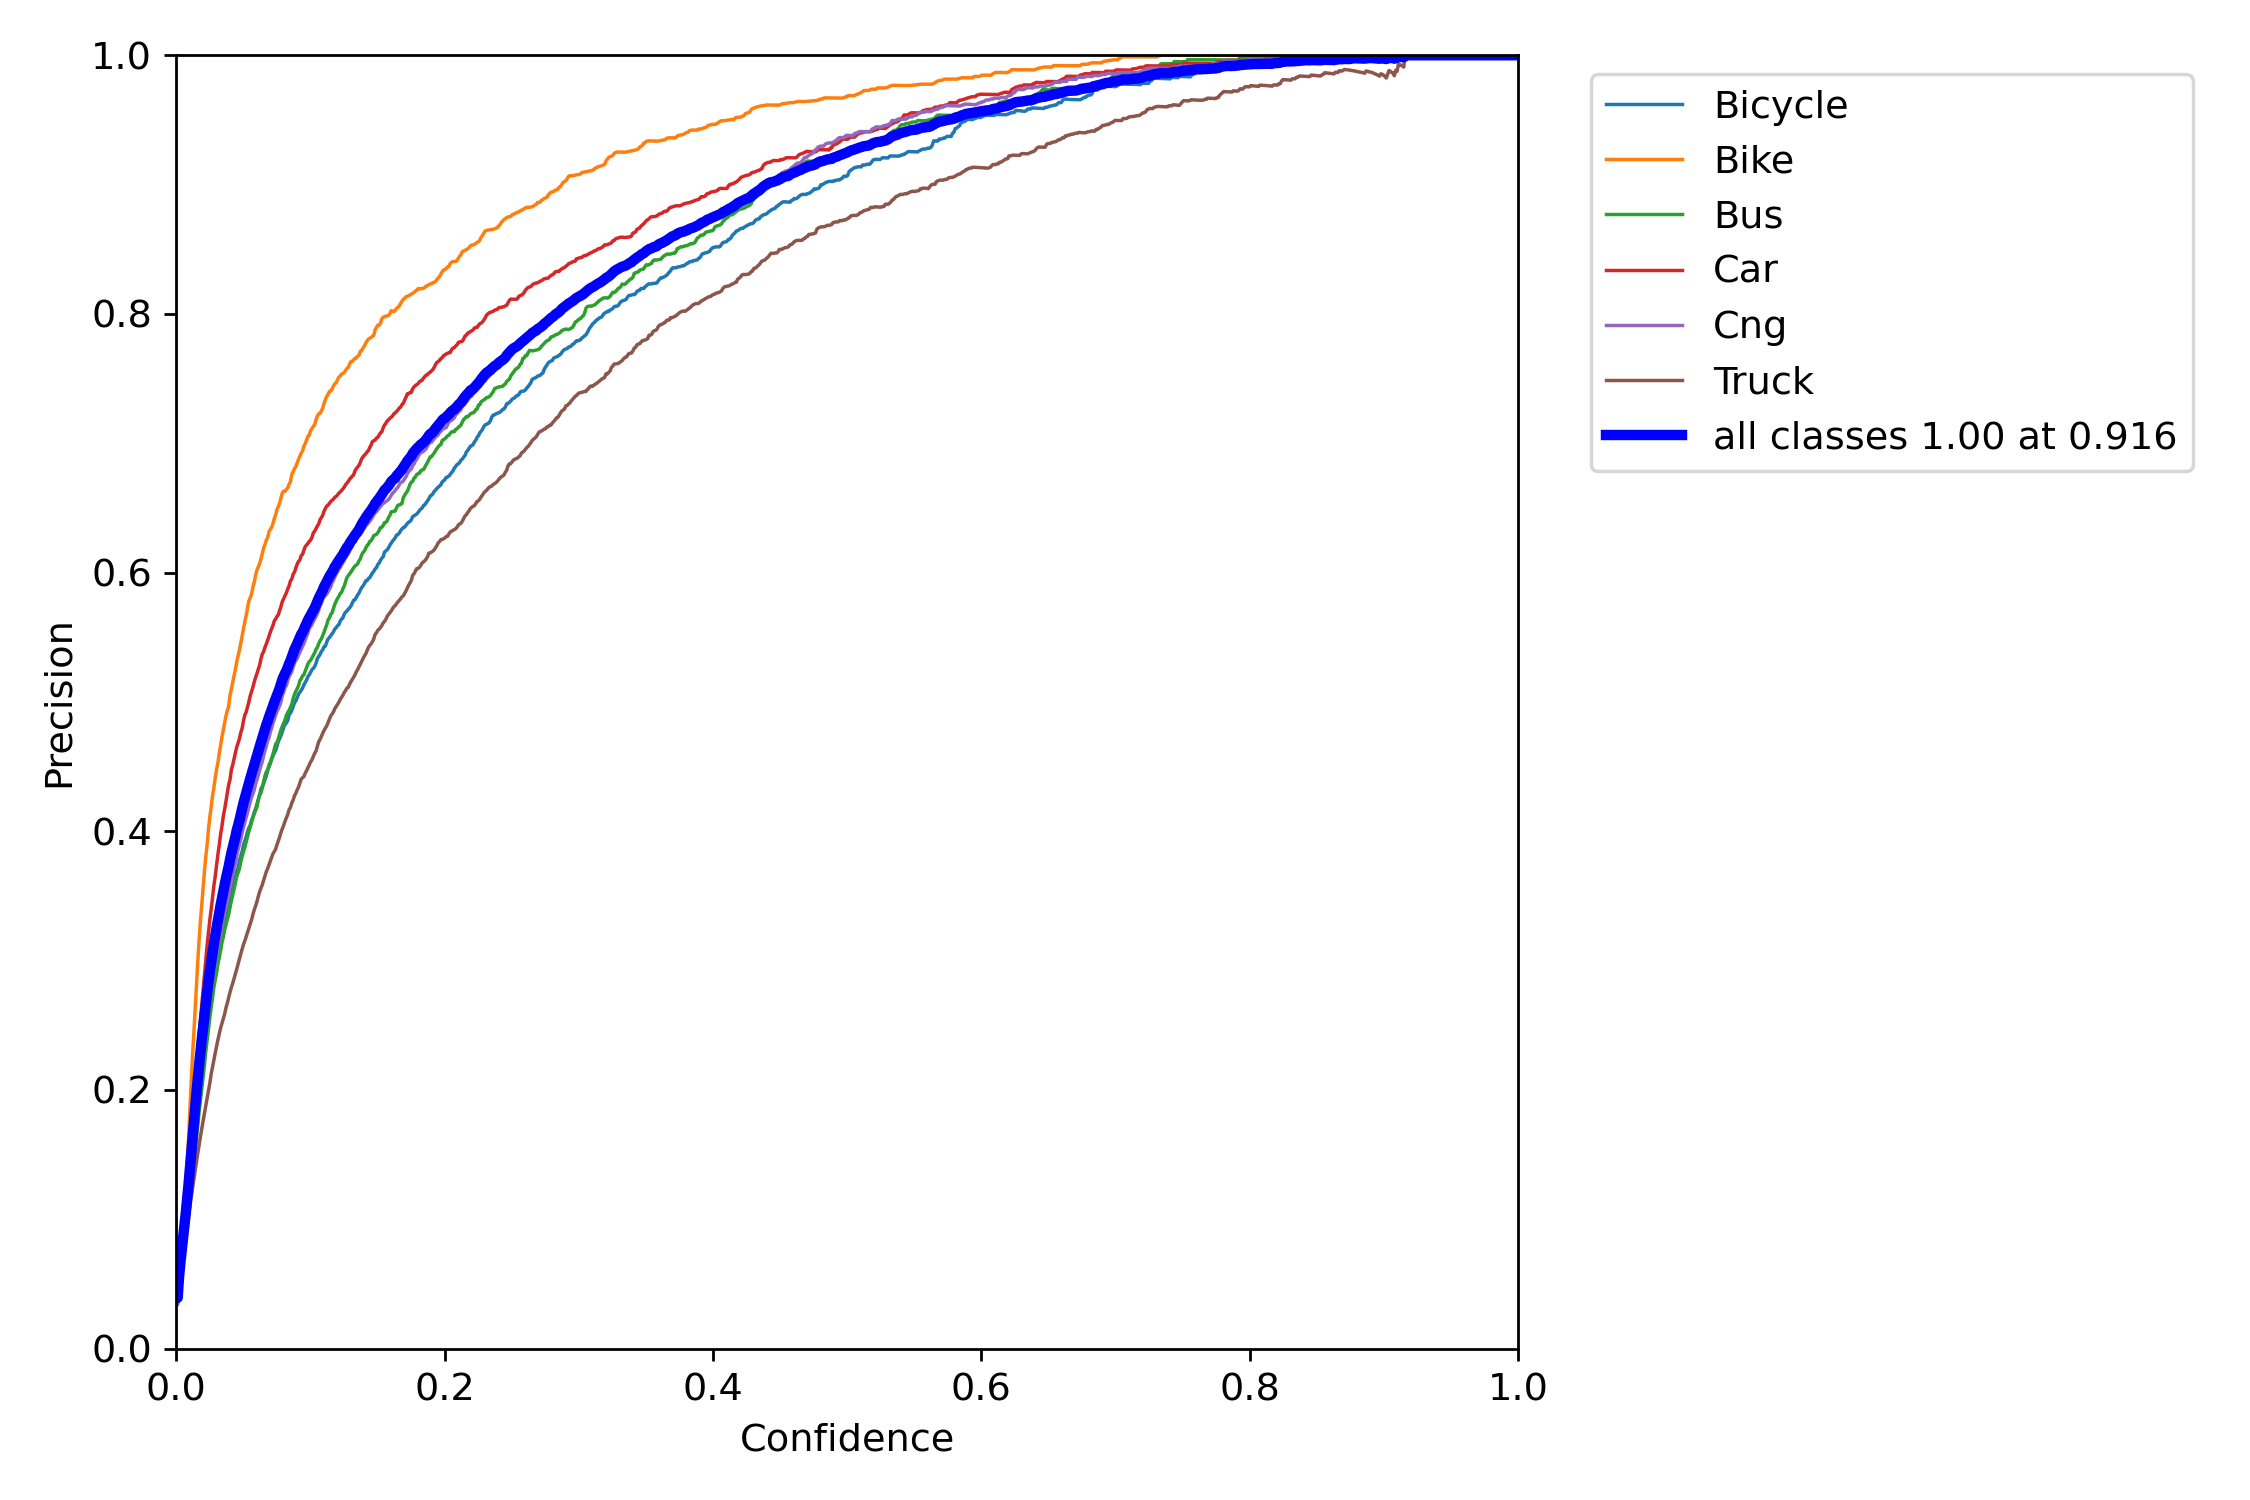 1.0
0.8
0.6
0.4
0.2
0.0
Precision
0.0 0.2 0.4 0.6 0.8 1.0
Confidence
Bicycle
Bike
Bus
Car
Cng
Truck
all classes 1.00 at 0.916